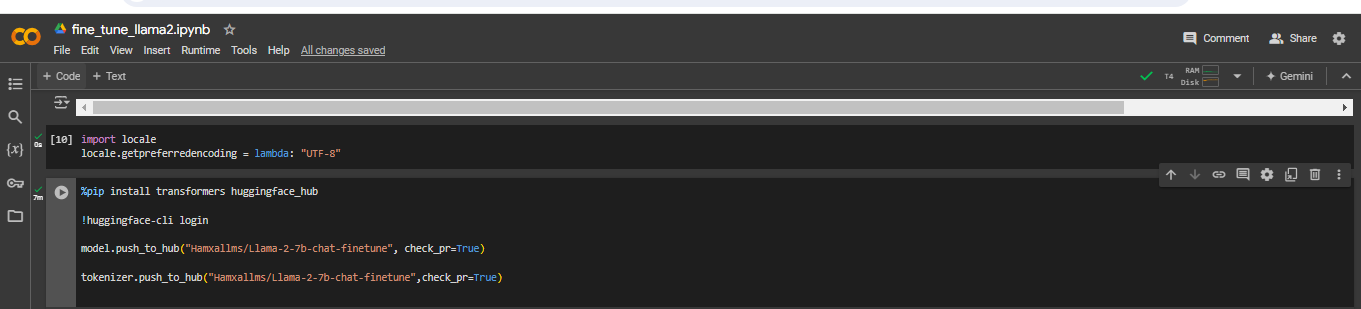 fine_tune_llama2.ipynb
File Edit View Insert Runtime Tools Help All changes saved
Comment Share
+ Code + Text
T4 RAM Disk Gemini
[10] import locale
0s
locale.getpreferredencoding = lambda: "UTF-8"
7m
%pip install transformers huggingface_hub
!huggingface-cli login
model.push_to_hub("Hamxallms/Llama-2-7b-chat-finetune", check_pr=True)
tokenizer.push_to_hub("Hamxallms/Llama-2-7b-chat-finetune",check_pr=True)
{x}